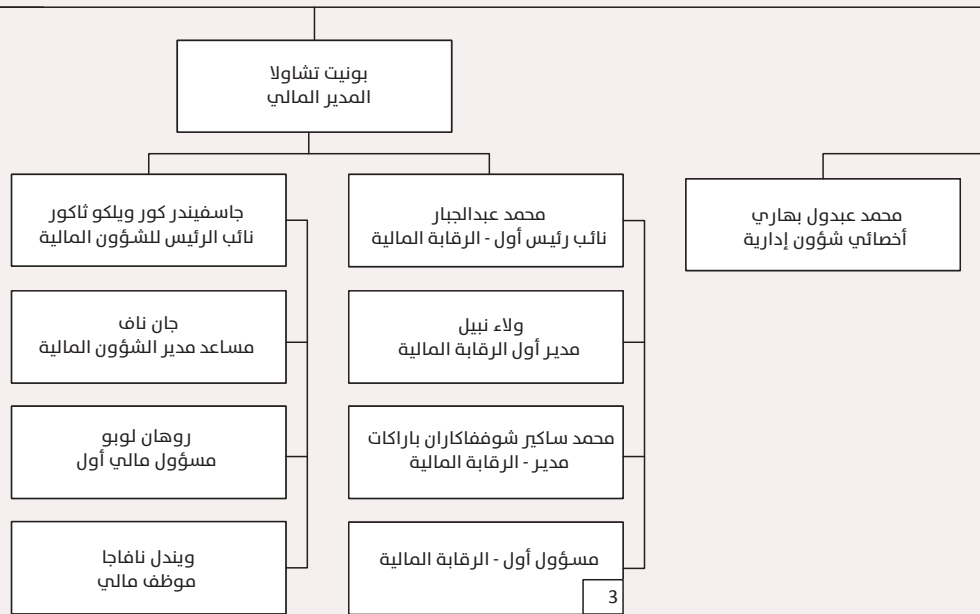 بونيت تشاولا
المدير المالي
محمد عبدول بهاري
أخصائي شؤون إدارية
محمد عبدالجبار
نائب رئيس أول - الرقابة المالية
جاسفيندر كور ويلكو ثاكور
نائب الرئيس للشؤون المالية
ولاء نبيل
مدير أول الرقابة المالية
جان ناف
مساعد مدير الشؤون المالية
محمد ساكير شوففاكاران باراكات
مدير - الرقابة المالية
روهان لوبو
مسؤول مالي أول
مسؤول أول - الرقابة المالية
3
ويندل نافاجا
موظف مالي